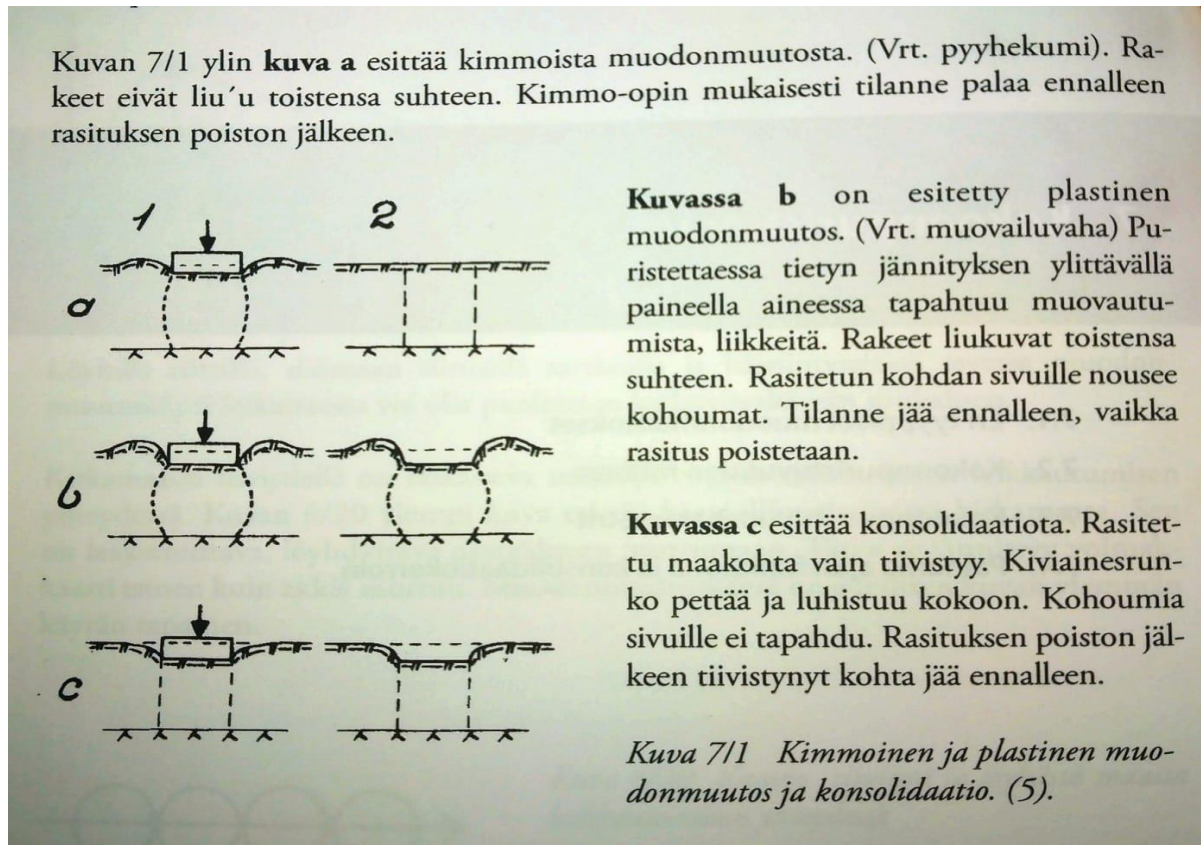 Kuvan 7/1 ylin kuva a esittää kimmoista muodonmuutosta. (Vrt. pyyhekumi). Ra-
keet eivät liu´u toistensa suhteen. Kimmo-opin mukaisesti tilanne palaa ennalleen
rasituksen poiston jälkeen.
1 2
a
b
c
Kuvassa b on esitetty plastinen
muodonmuutos. (Vrt. muovailuvaha) Pu-
ristettaessa tietyn jännityksen ylittävällä
paineella aineessa tapahtuu muovautu-
mista, liikkeitä. Rakeet liukuvat toistensa
suhteen. Rasitetun kohdan sivuille nousee
kohoumat. Tilanne jää ennalleen, vaikka
rasitus poistetaan.
Kuvassa c esittää konsolidaatiota. Rasitet-
tu maakohta vain tiivistyy. Kiviainesrun-
ko pettää ja luhistuu kokoon. Kohoumia
sivuille ei tapahdu. Rasituksen poiston jäl-
keen tiivistynyt kohta jää ennalleen.
Kuva 7/1 Kimmoinen ja plastinen muo-
donmuutos ja konsolidaatio. (5).